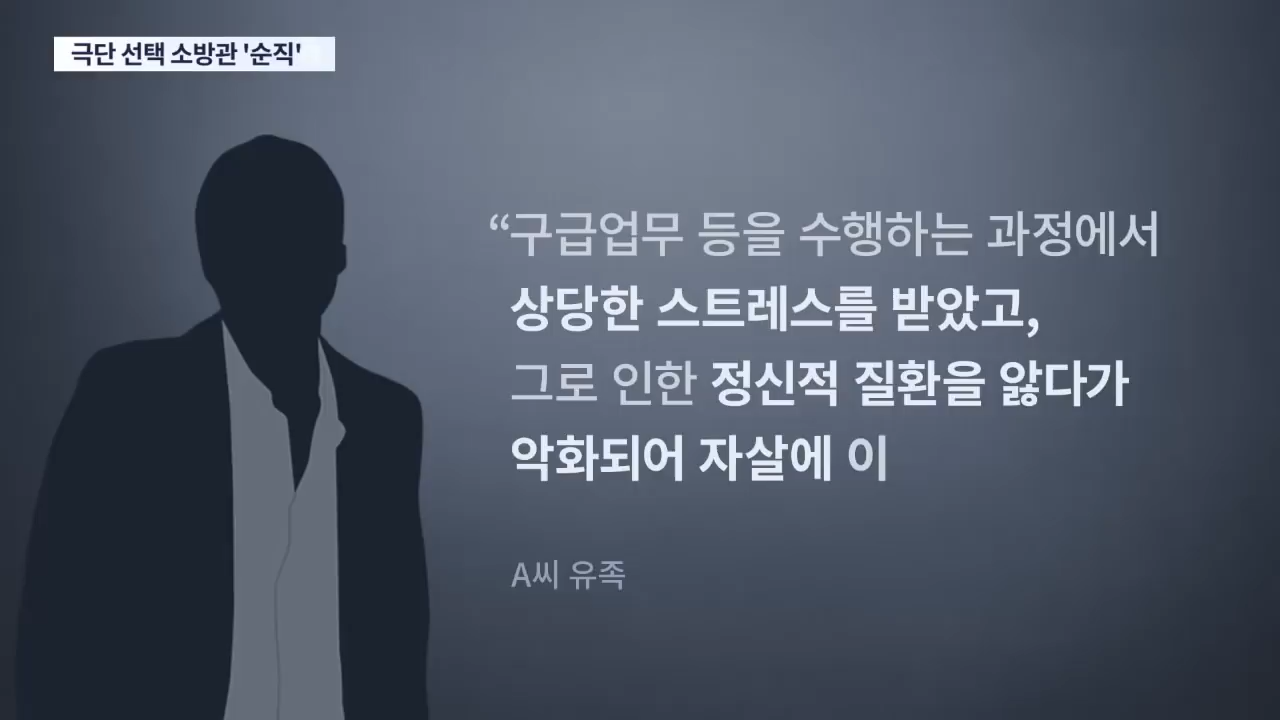 극단 선택 소방관 '순직'
“구급업무 등을 수행하는 과정에서
상당한 스트레스를 받았고,
그로 인한 정신적 질환을 앓다가
악화되어 자살에 이
A씨 유족